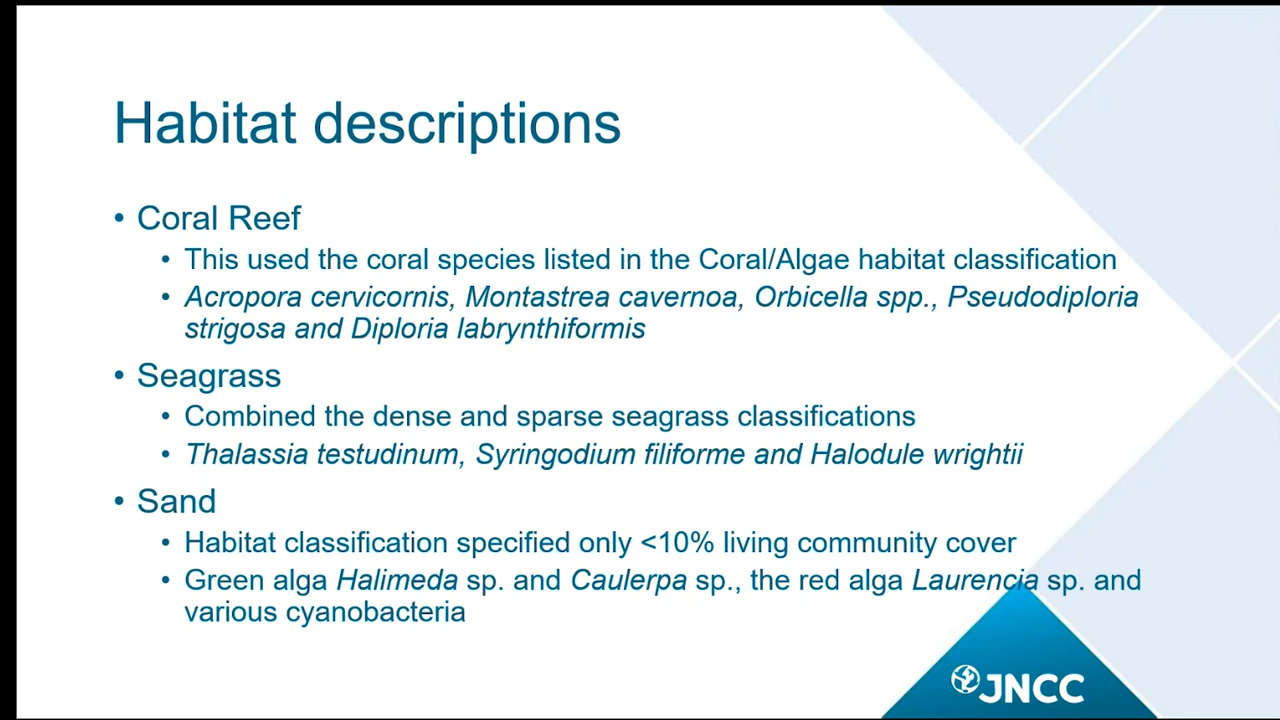 Habitat descriptions
• Coral Reef
• This used the coral species listed in the Coral/Algae habitat classification
• Acropora cervicornis, Montastrea cavernoa, Orbicella spp., Pseudodiploria
strigosa and Diploria labrynthiformis
• Seagrass
• Combined the dense and sparse seagrass classifications
• Thalassia testudinum, Syringodium filiforme and Halodule wrightii
• Sand
• Habitat classification specified only <10% living community cover
• Green alga Halimeda sp. and Caulerpa sp., the red alga Laurencia sp. and
various cyanobacteria
JNCC